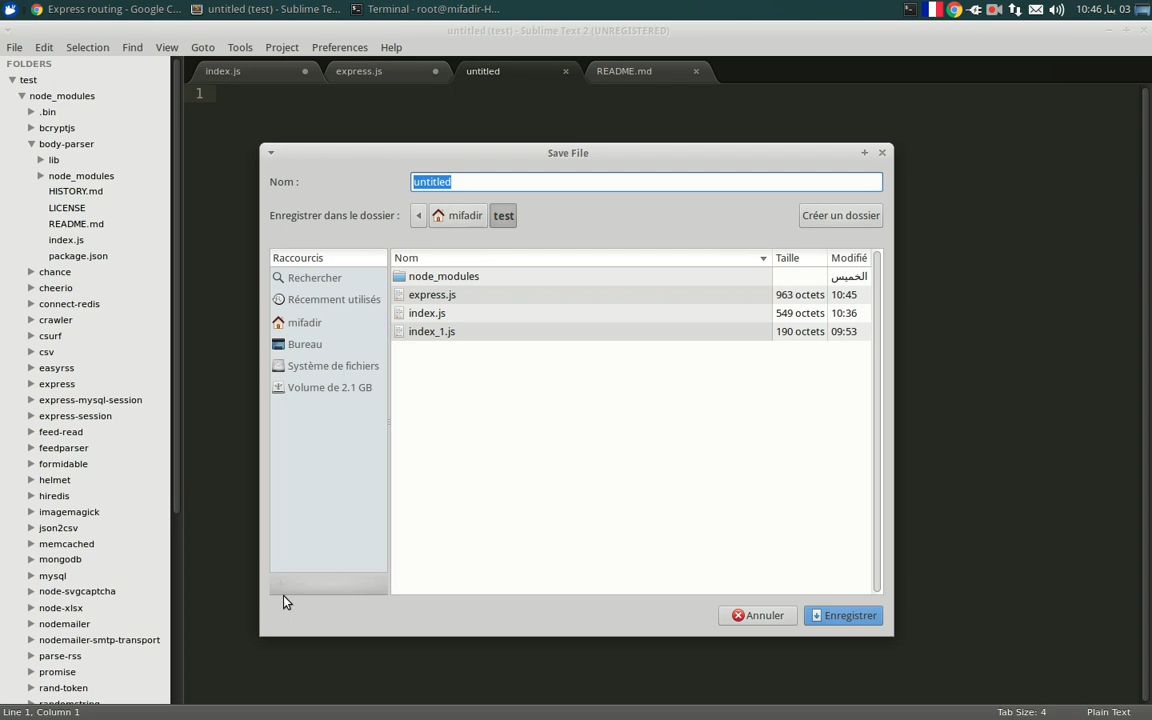 Express routing - Google C... untitled (test) - Sublime Te... Terminal - root@mifadir-H... 10:46 ,نيا 03
untitled (test) - Sublime Text 2 (UNREGISTERED)
File Edit Selection Find View Goto Tools Project Preferences Help
FOLDERS
test
node_modules
.bin
bcryptjs
body-parser
lib
node_modules
HISTORY.md
LICENSE
README.md
index.js
package.json
chance
cheerio
connect-redis
crawler
csurf
csv
easyrss
express
express-mysql-session
express-session
feed-read
feedparser
formidable
helmet
hiredis
imagemagick
json2csv
memcached
mongodb
mysql
node-svgcaptcha
node-xlsx
nodemailer
nodemailer-smtp-transport
parse-rss
promise
rand-token
randomstring
index.js express.js untitled README.md
1
Save File
Nom : untitled
Enregistrer dans le dossier : mifadir test Créer un dossier
Raccourcis
Rechercher
Récemment utilisés
mifadir
Bureau
Système de fichiers
Volume de 2.1 GB
Nom Taille Modifié
node_modules الخميس
express.js 963 octets 10:45
index.js 549 octets 10:36
index_1.js 190 octets 09:53
Annuler Enregistrer
Line 1, Column 1 Tab Size: 4 Plain Text